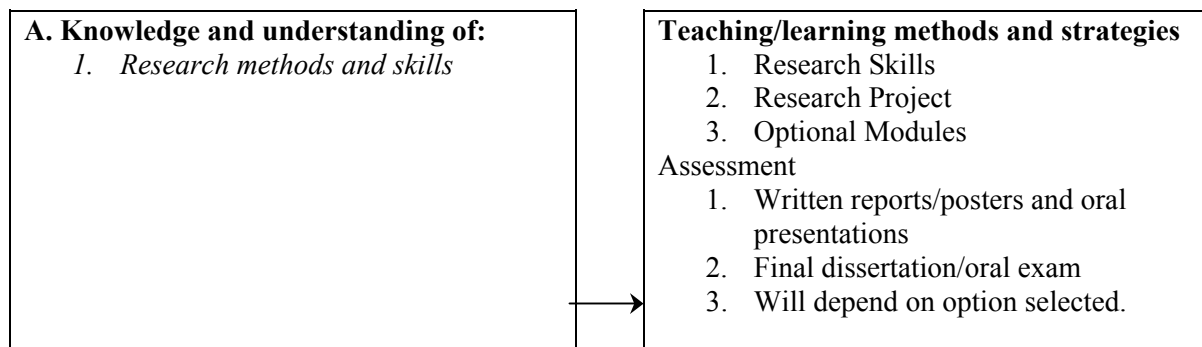 A. Knowledge and understanding of:
1. Research methods and skills
Teaching/learning methods and strategies
1. Research Skills
2. Research Project
3. Optional Modules
Assessment
1. Written reports/posters and oral
presentations
2. Final dissertation/oral exam
3. Will depend on option selected.